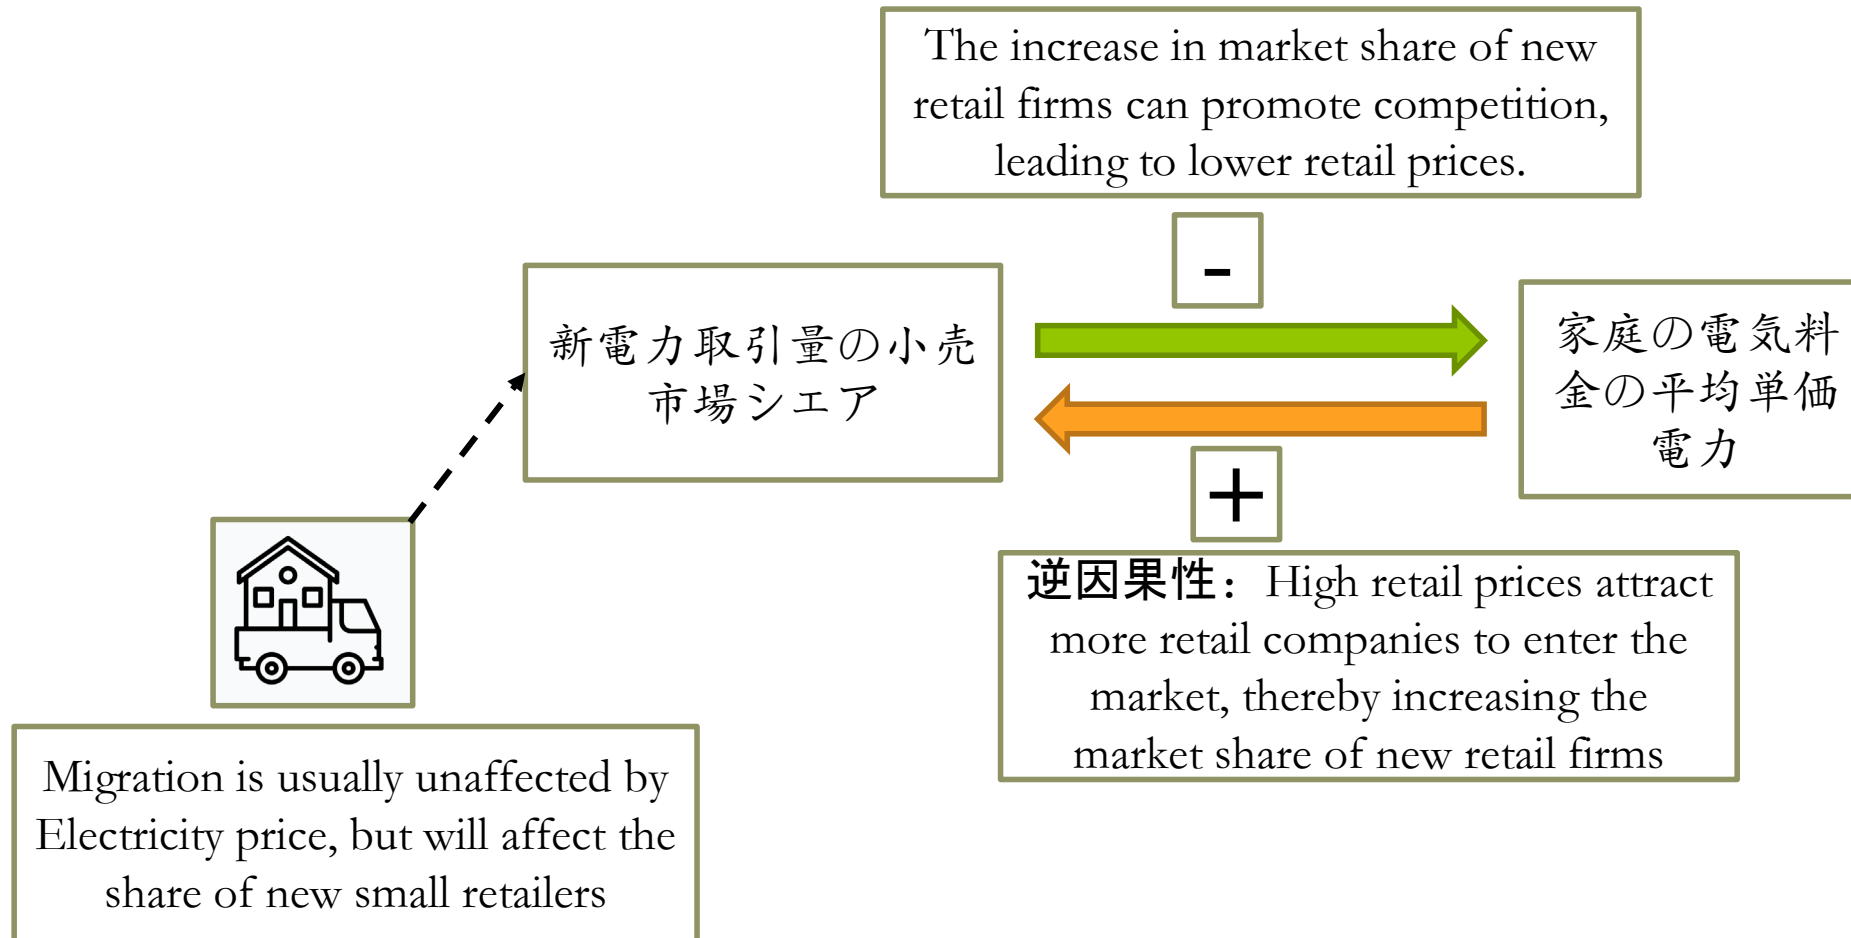 The increase in market share of new
retail firms can promote competition,
leading to lower retail prices.
-
新電力取引量の小売
市場シエア
家庭の電気料
金の平均単価
電力
+
逆因果性：High retail prices attract
more retail companies to enter the
market, thereby increasing the
market share of new retail firms
Migration is usually unaffected by
Electricity price, but will affect the
share of new small retailers